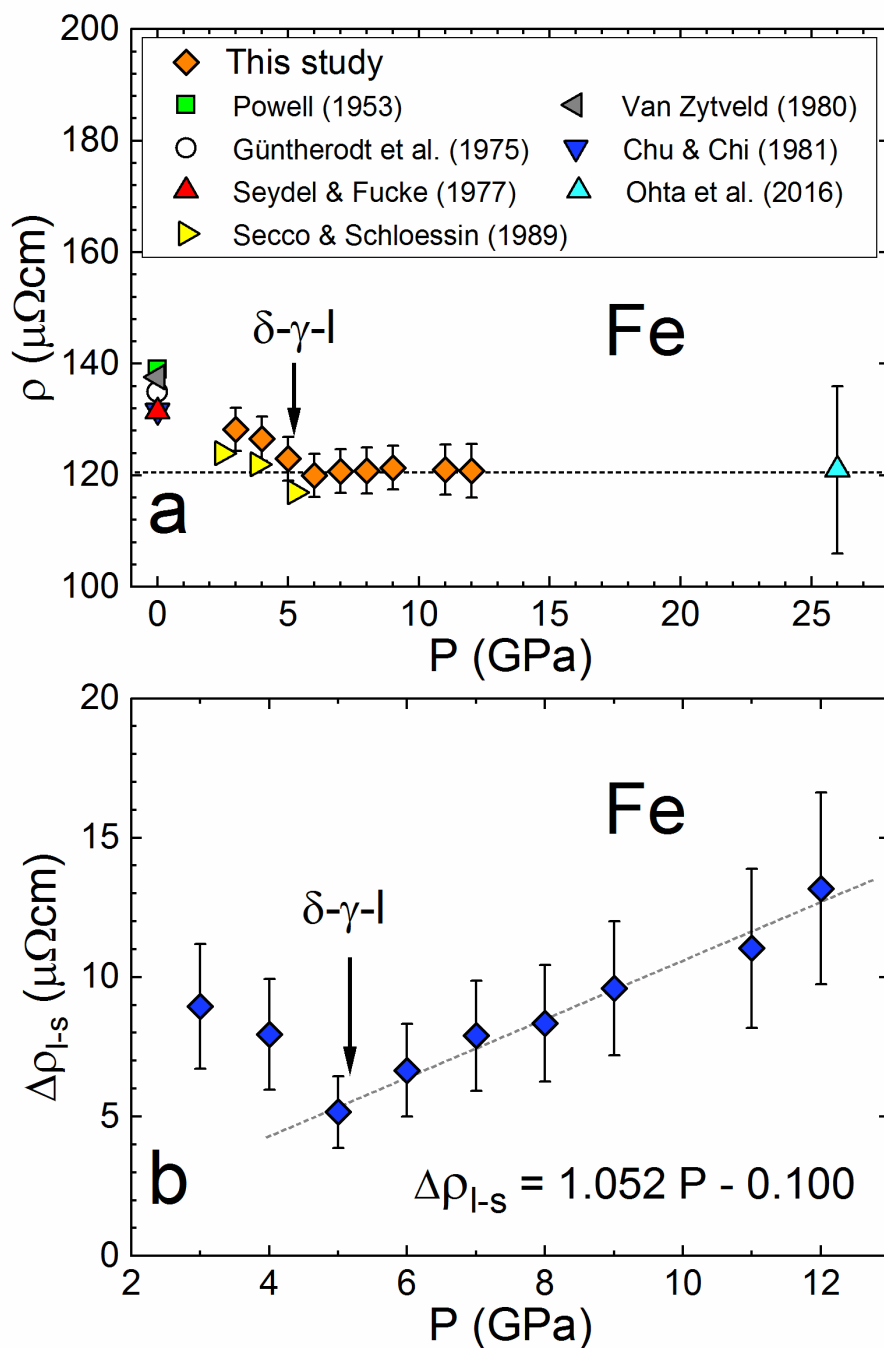 200
180
160
140
120
100
ρ (μΩcm)
This study
Powell (1953)
Van Zytveld (1980)
Güntherodt et al. (1975)
Chu & Chi (1981)
Seydel & Fucke (1977)
Ohta et al. (2016)
Secco & Schloessin (1989)
δ-γ-l
Fe
a
0 5 10 15 20 25
P (GPa)
20
15
10
5
0
Δρl-s (μΩcm)
Fe
δ-γ-l
b
Δρl-s = 1.052 P - 0.100
2 4 6 8 10 12
P (GPa)